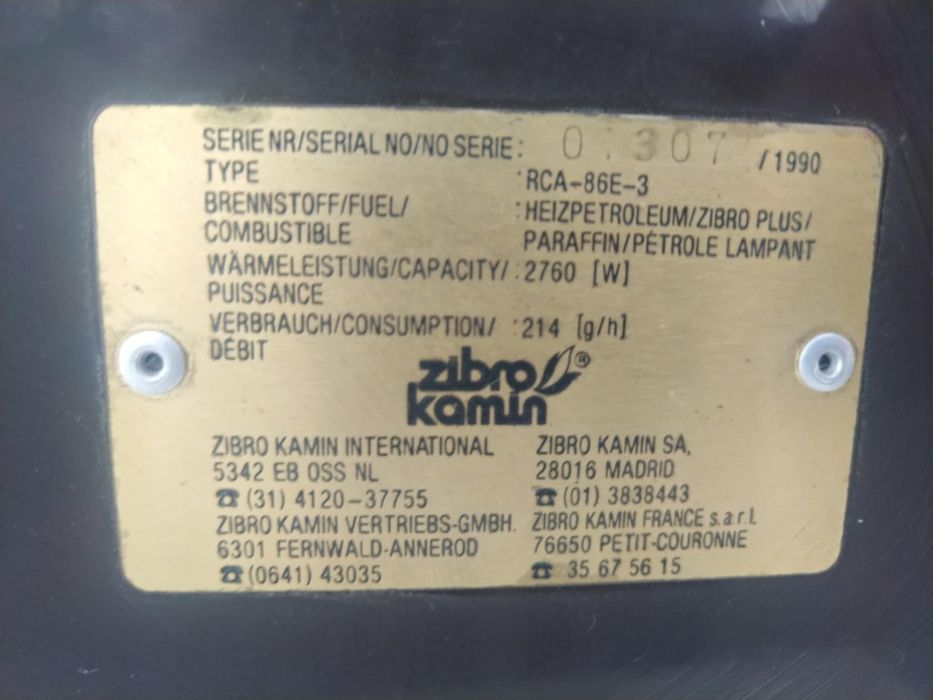 SERIE NR/SERIAL NO/NO SERIE: 307 /1990
TYPE :RCA-86E-3
BRENNSTOFF/FUEL/ :HEIZPETROLEUM/ZIBRO PLUS/
COMBUSTIBLE PARAFFIN/PÉTROLE LAMPANT
WÄRMELEISTUNG/CAPACITY/ :2760 [W]
PUISSANCE
VERBRAUCH/CONSUMPTION/ :214 [g/h]
DÉBIT
zibro ®
kamin
ZIBRO KAMIN INTERNATIONAL
5342 EB OSS NL
☎ (31) 4120-37755
ZIBRO KAMIN VERTRIEBS-GMBH.
6301 FERNWALD-ANNEROD
☎ (0641) 43035
ZIBRO KAMIN SA,
28016 MADRID
☎ (01) 3838443
ZIBRO KAMIN FRANCE s.a.r.l.
76650 PETIT-COURONNE
☎ 35 67 56 15